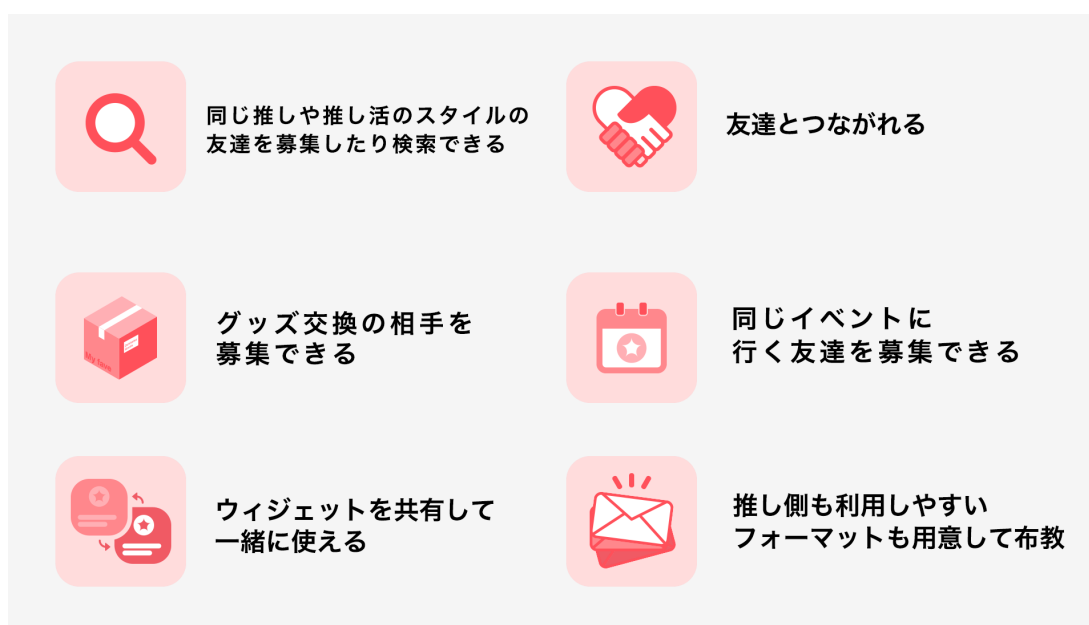 同じ推しや推し活のスタイルの
友達を募集したり検索できる
友達とつながれる
グッズ交換の相手を
募集できる
My fave
同じイベントに
行く友達を募集できる
ウィジェットを共有して
一緒に使える
推し側も利用しやすい
フォーマットも用意して布教